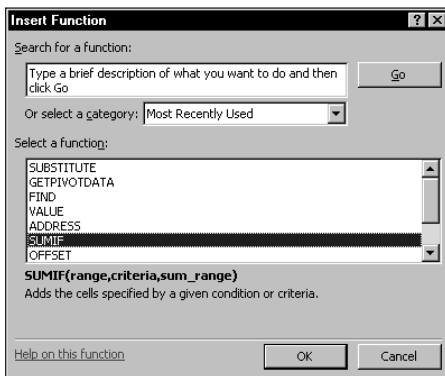 Insert Function
Search for a function:
Type a brief description of what you want to do and then
click Go
Go
Or select a category: Most Recently Used
Select a function:
SUBSTITUTE
GETPIVOTDATA
FIND
VALUE
ADDRESS
SUMIF
OFFSET
SUMIF(range,criteria,sum_range)
Adds the cells specified by a given condition or criteria.
Help on this function
OK
Cancel